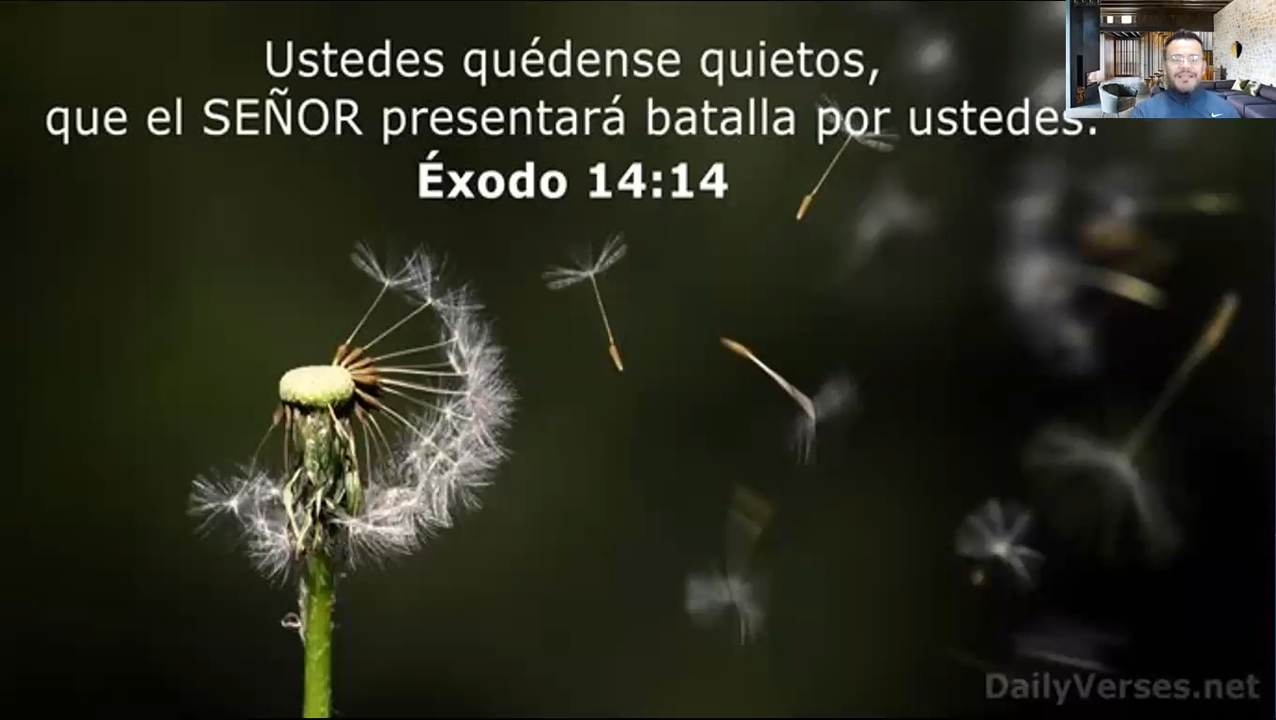 Ustedes quédense quietos,
que el SEÑOR presentará batalla por ustedes.
Éxodo 14:14
DailyVerses.net